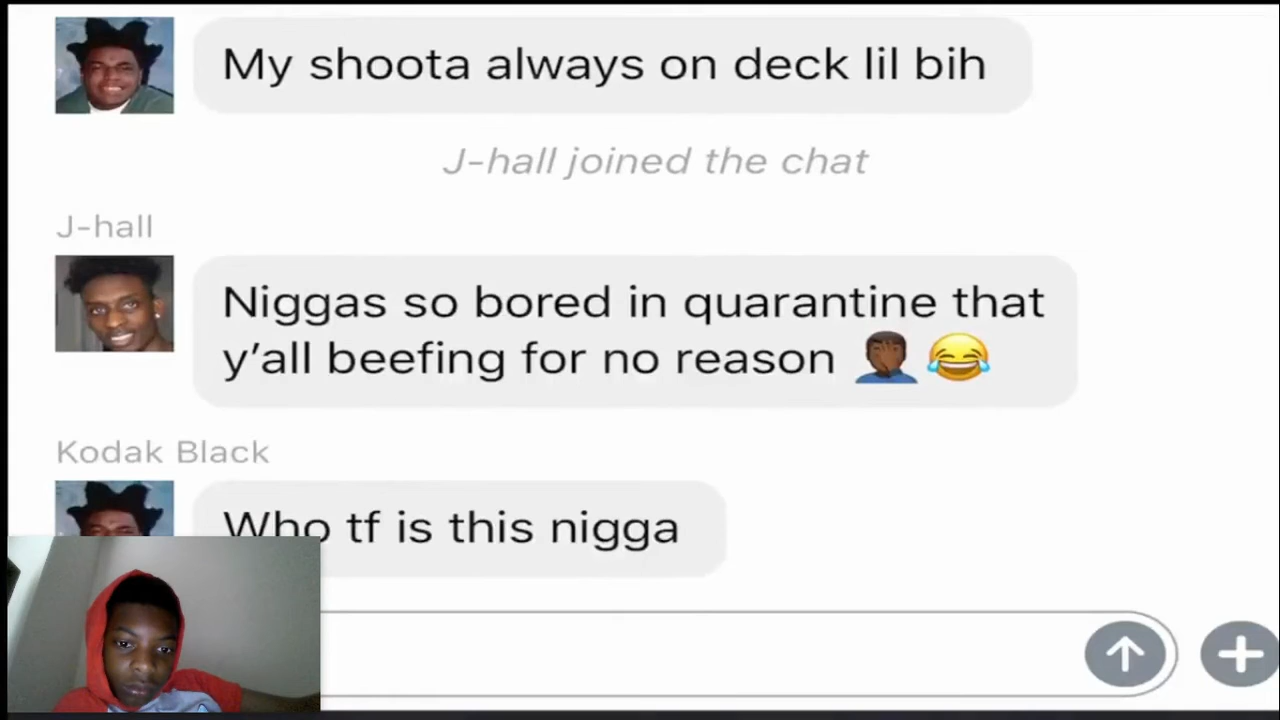 My shoota always on deck lil bih
J-hall joined the chat
J-hall
Niggas so bored in quarantine that
y'all beefing for no reason 🤦🏾‍♂️😂
Kodak Black
Who tf is this nigga